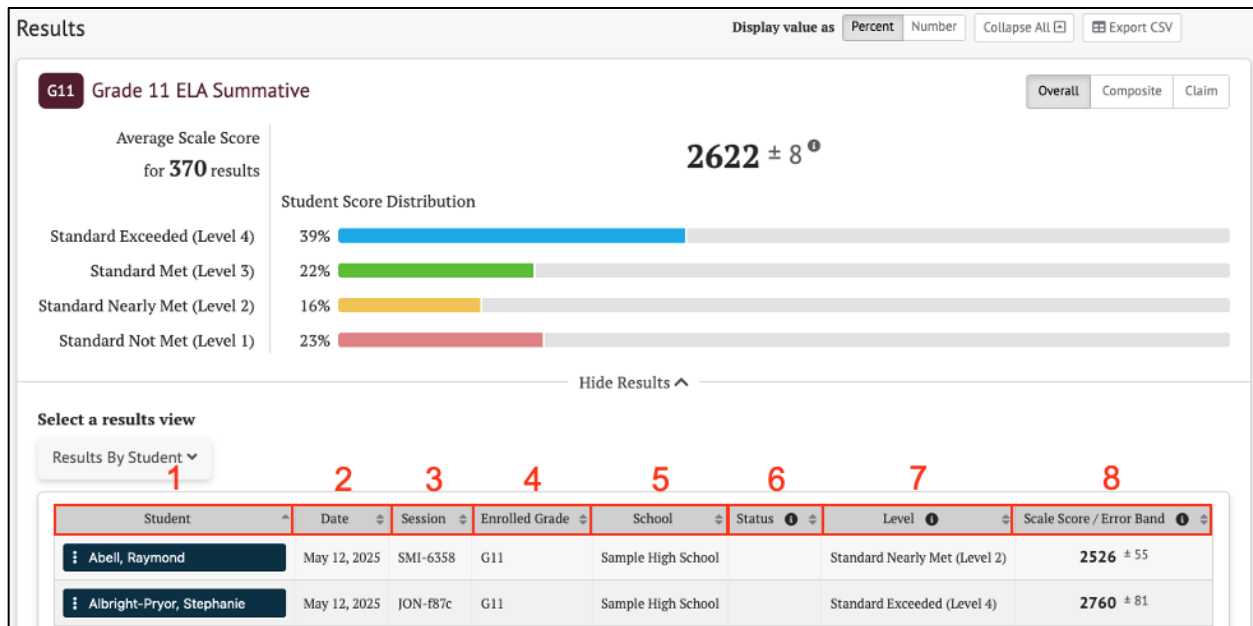 Results
Display value as Percent Number Collapse All Export CSV
G11 Grade 11 ELA Summative
Overall Composite Claim
Average Scale Score
for 370 results
2622 ± 8
Student Score Distribution
Standard Exceeded (Level 4) 39%
Standard Met (Level 3) 22%
Standard Nearly Met (Level 2) 16%
Standard Not Met (Level 1) 23%
Hide Results
Select a results view
Results By Student
1 2 3 4 5 6 7 8
Student Date Session Enrolled Grade School Status Level Scale Score / Error Band
Abell, Raymond May 12, 2025 SMI-6358 G11 Sample High School Standard Nearly Met (Level 2) 2526 ± 55
Albright-Pryor, Stephanie May 12, 2025 JON-f87c G11 Sample High School Standard Exceeded (Level 4) 2760 ± 81